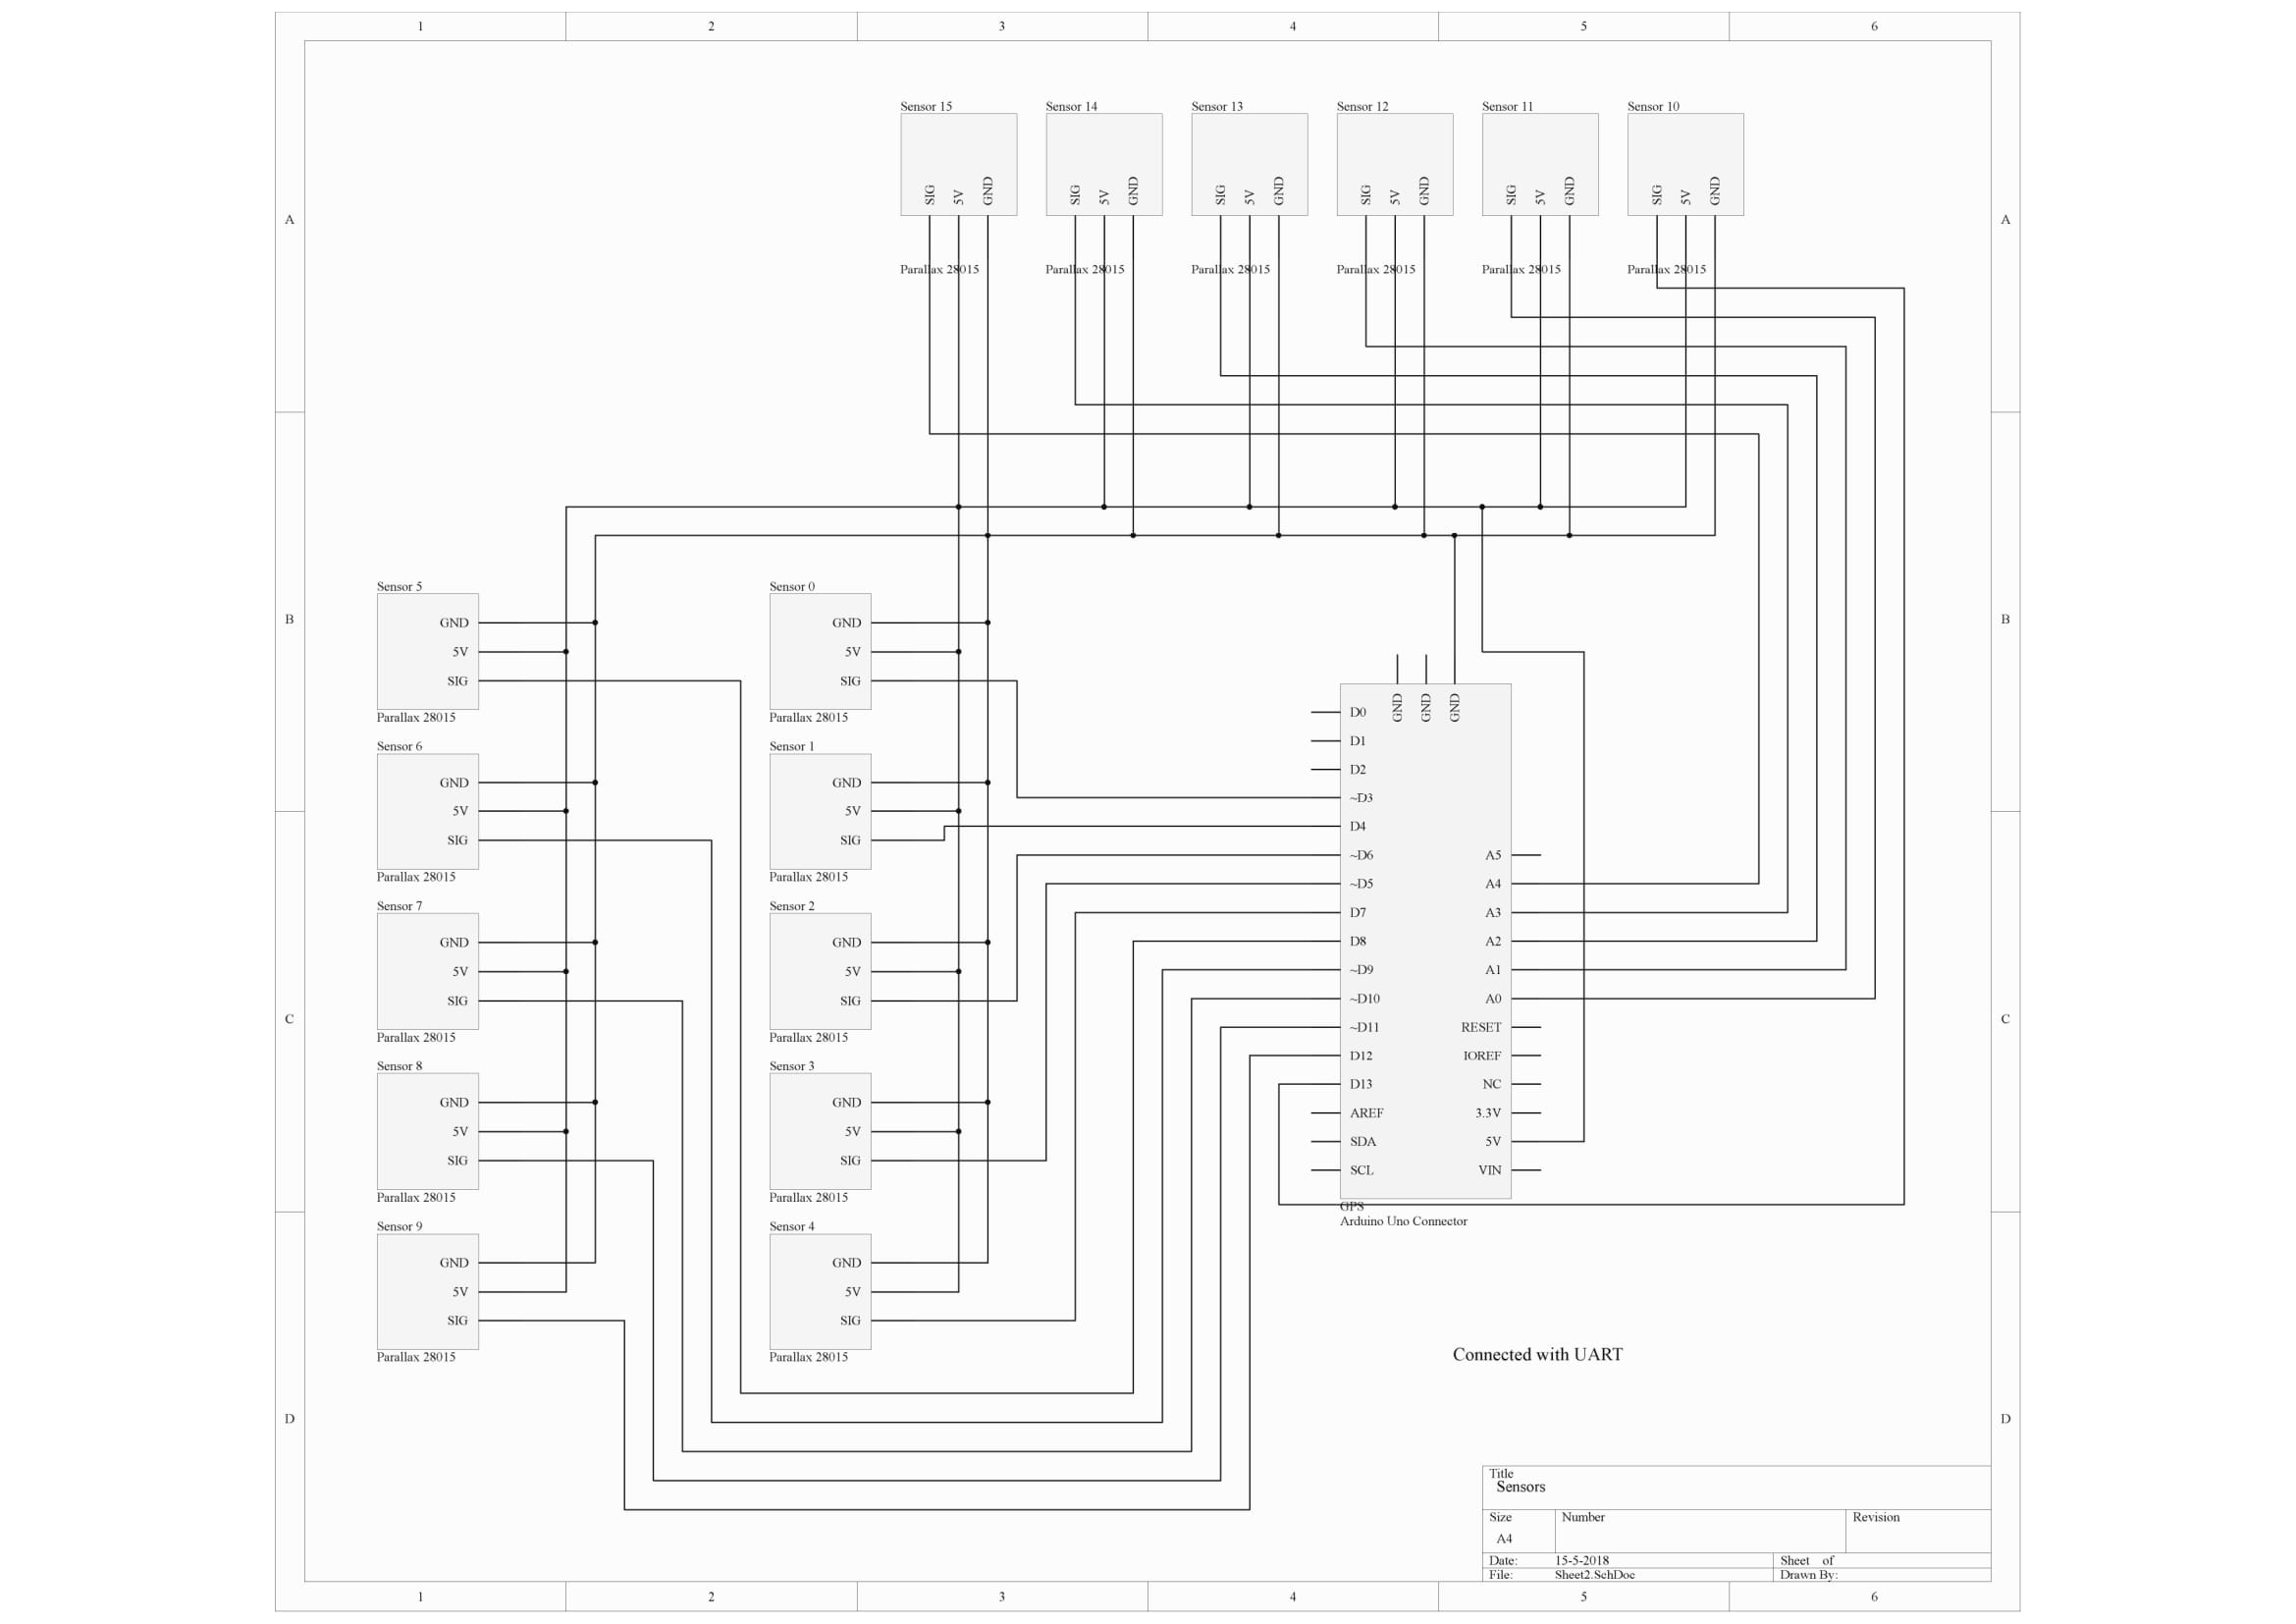 1 2 3 4 5 6
Sensor 15 Sensor 14 Sensor 13 Sensor 12 Sensor 11 Sensor 10
SIG 5V GND SIG 5V GND SIG 5V GND SIG 5V GND SIG 5V GND SIG 5V GND
A A
Parallax 28015 Parallax 28015 Parallax 28015 Parallax 28015 Parallax 28015 Parallax 28015
Sensor 5 Sensor 0
B GND GND B
5V 5V
SIG SIG
Parallax 28015 Parallax 28015
GND GND GND
D0
D1
D2
~D3
D4
~D6 A5
~D5 A4
D7 A3
D8 A2
~D9 A1
~D10 A0
~D11 RESET
D12 IOREF
D13 NC
AREF 3.3V
SDA 5V
SCL VIN
GPS
Arduino Uno Connector
Sensor 6 Sensor 1
GND GND
5V 5V
SIG SIG
Parallax 28015 Parallax 28015
Sensor 7 Sensor 2
GND GND
5V 5V
SIG SIG
C C
Parallax 28015 Parallax 28015
Sensor 8 Sensor 3
GND GND
5V 5V
SIG SIG
Parallax 28015 Parallax 28015
Sensor 9 Sensor 4
GND GND
5V 5V
SIG SIG
Parallax 28015 Parallax 28015
Connected with UART
D D
Title
Sensors
Size Number Revision
A4
Date: 15-5-2018 Sheet of
File: Sheet2.SchDoc Drawn By:
1 2 3 4 5 6